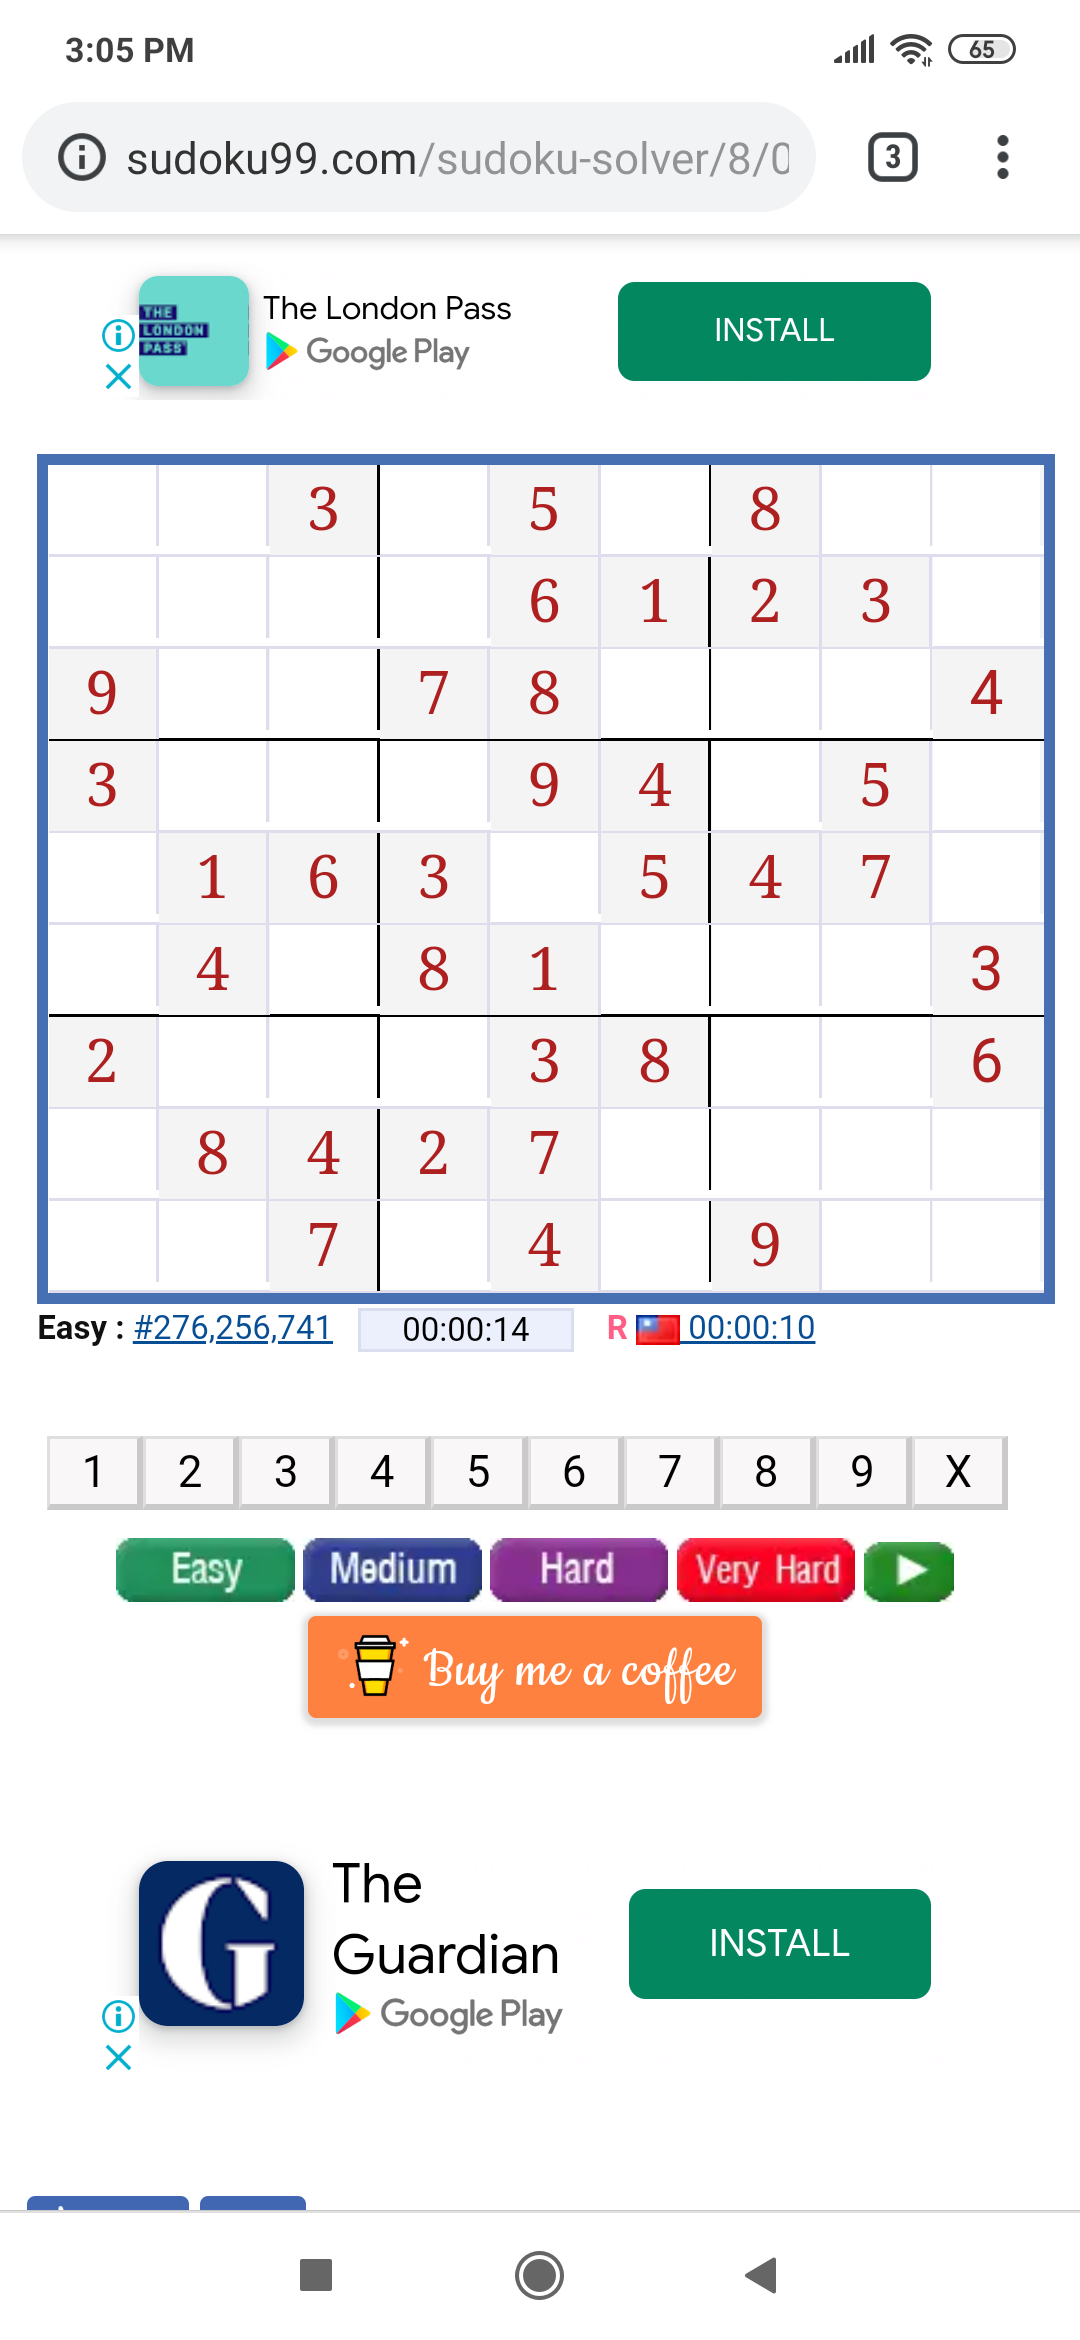 3:05 PM
65
sudoku99.com/sudoku-solver/8/0
3
THE
LONDON
PASS
The London Pass
Google Play
INSTALL
3 5 8
6 1 2 3
9 7 8 4
3 9 4 5
1 6 3 5 4 7
4 8 1 3
2 3 8 6
8 4 2 7
7 4 9
Easy : #276,256,741 00:00:14 R 00:00:10
1 2 3 4 5 6 7 8 9 X
Easy Medium Hard Very Hard
Buy me a coffee
G
The
Guardian
Google Play
INSTALL